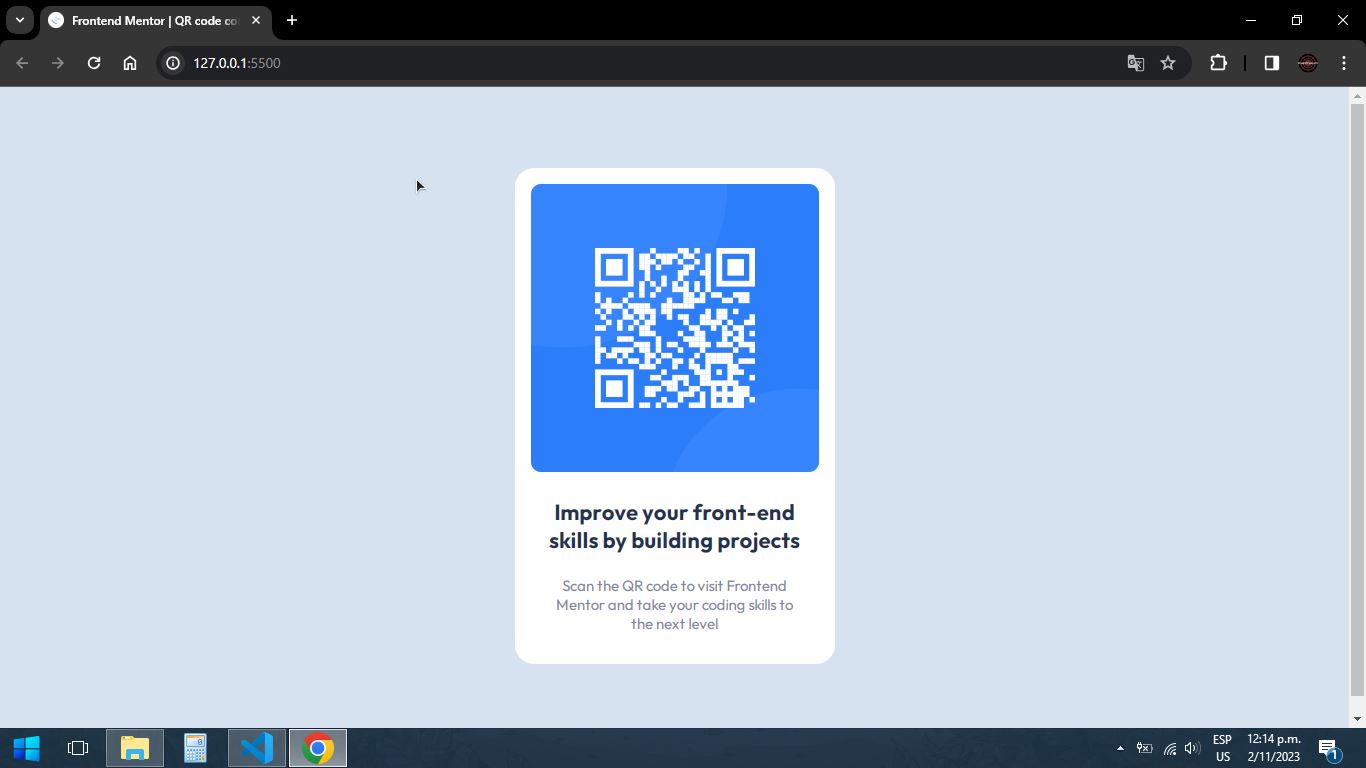 Frontend Mentor | QR code co
127.0.0.1:5500
Improve your front-end
skills by building projects
Scan the QR code to visit Frontend
Mentor and take your coding skills to
the next level
ESP
US
12:14 p.m.
2/11/2023
1